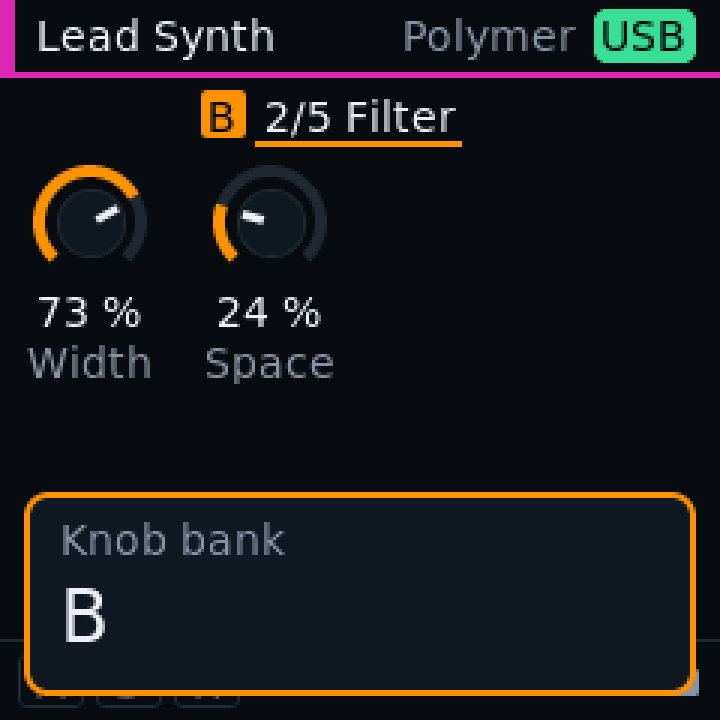 Lead Synth Polymer USB
B 2/5 Filter
73 % 24 %
Width Space
Knob bank
B